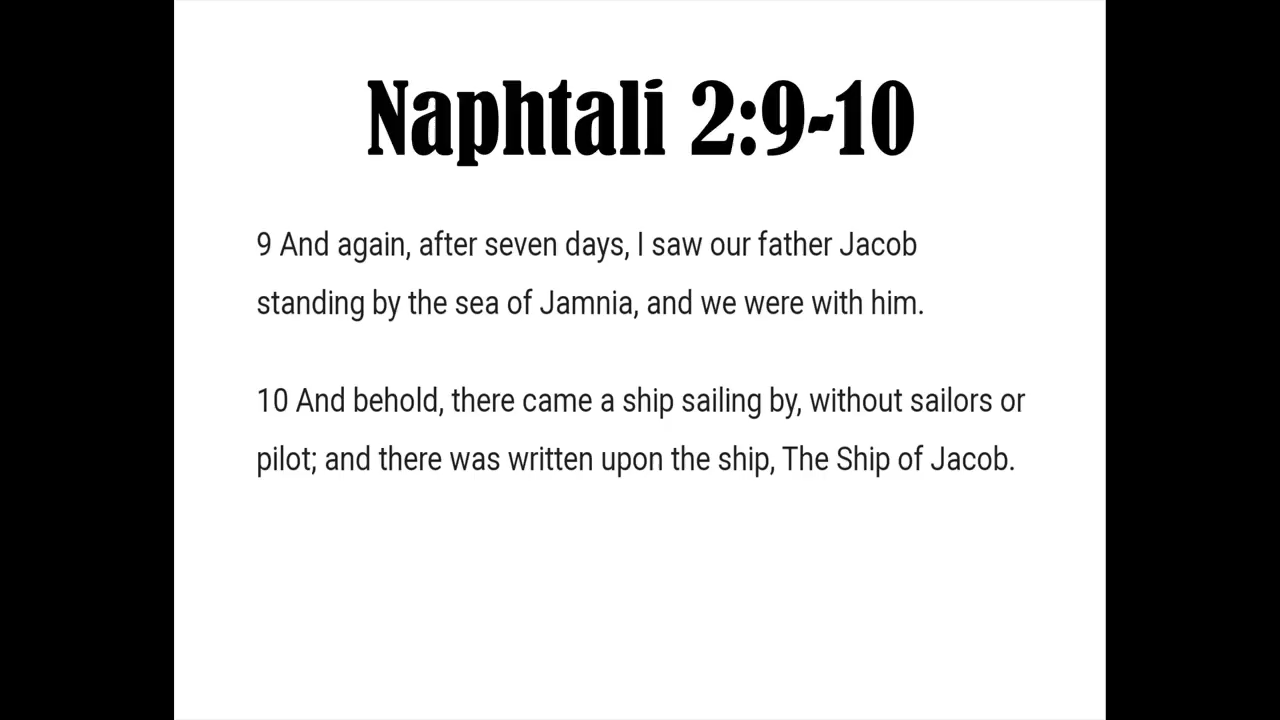 Naphtali 2:9-10
9 And again, after seven days, I saw our father Jacob
standing by the sea of Jamnia, and we were with him.
10 And behold, there came a ship sailing by, without sailors or
pilot; and there was written upon the ship, The Ship of Jacob.